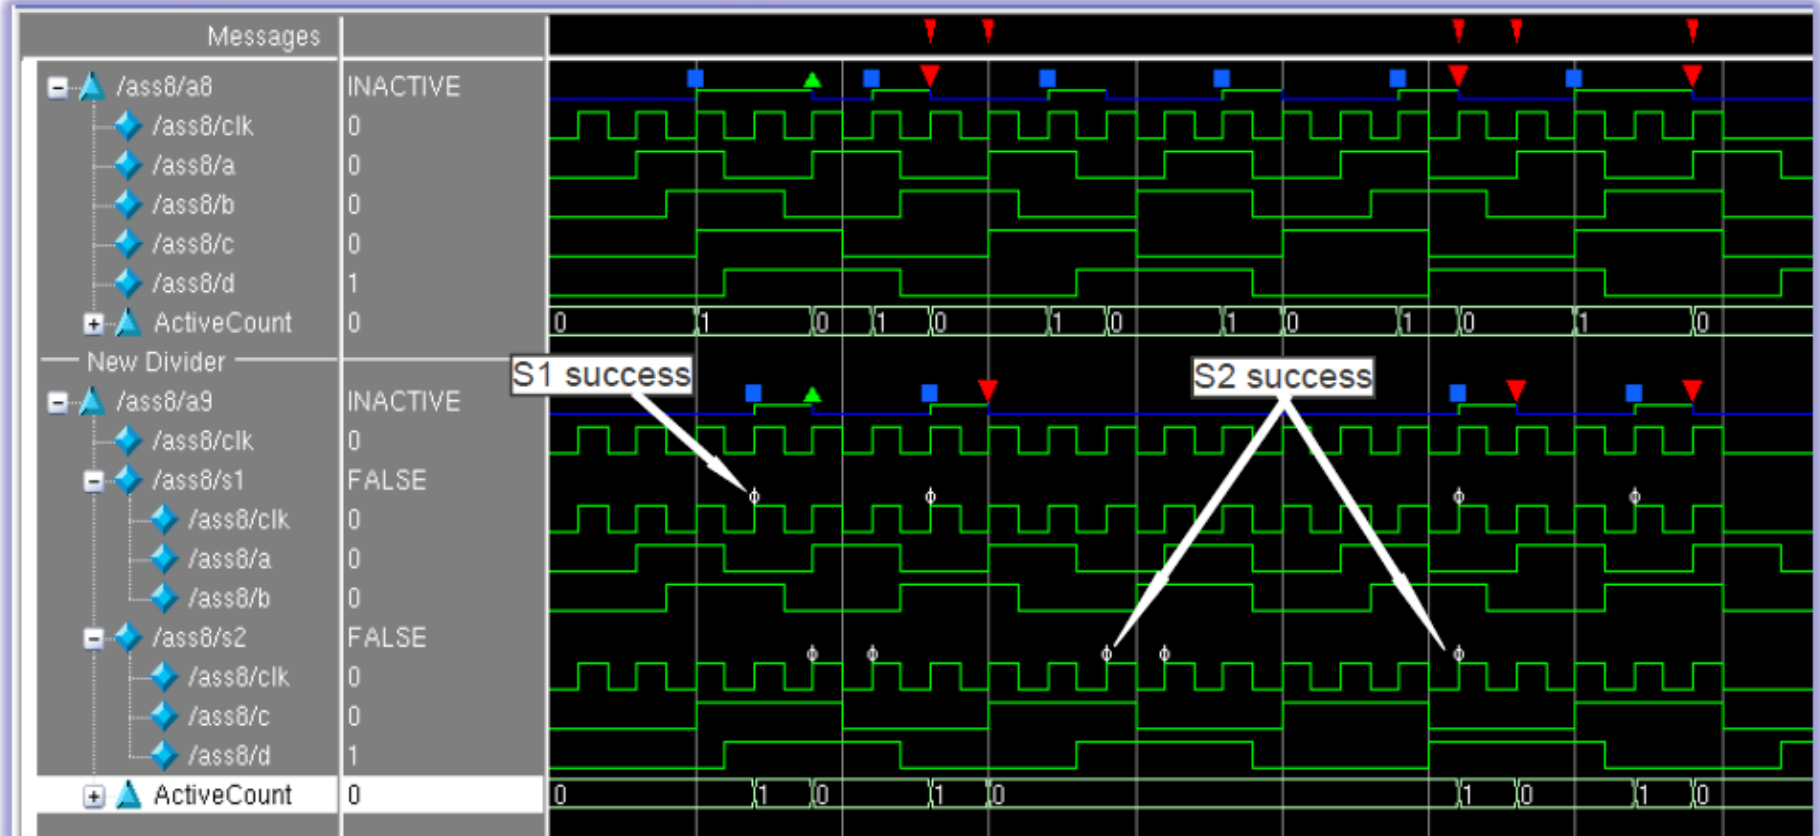 Messages
/ass8/a8 INACTIVE
/ass8/clk 0
/ass8/a 0
/ass8/b 0
/ass8/c 0
/ass8/d 1
ActiveCount 0 0 1 0 1 0 1 0 1 0 1 0 1 0
New Divider
S1 success S2 success
/ass8/a9 INACTIVE
/ass8/clk 0
/ass8/s1 FALSE
/ass8/clk 0
/ass8/a 0
/ass8/b 0
/ass8/s2 FALSE
/ass8/clk 0
/ass8/c 0
/ass8/d 1
ActiveCount 0 0 1 0 1 0 1 0 1 0